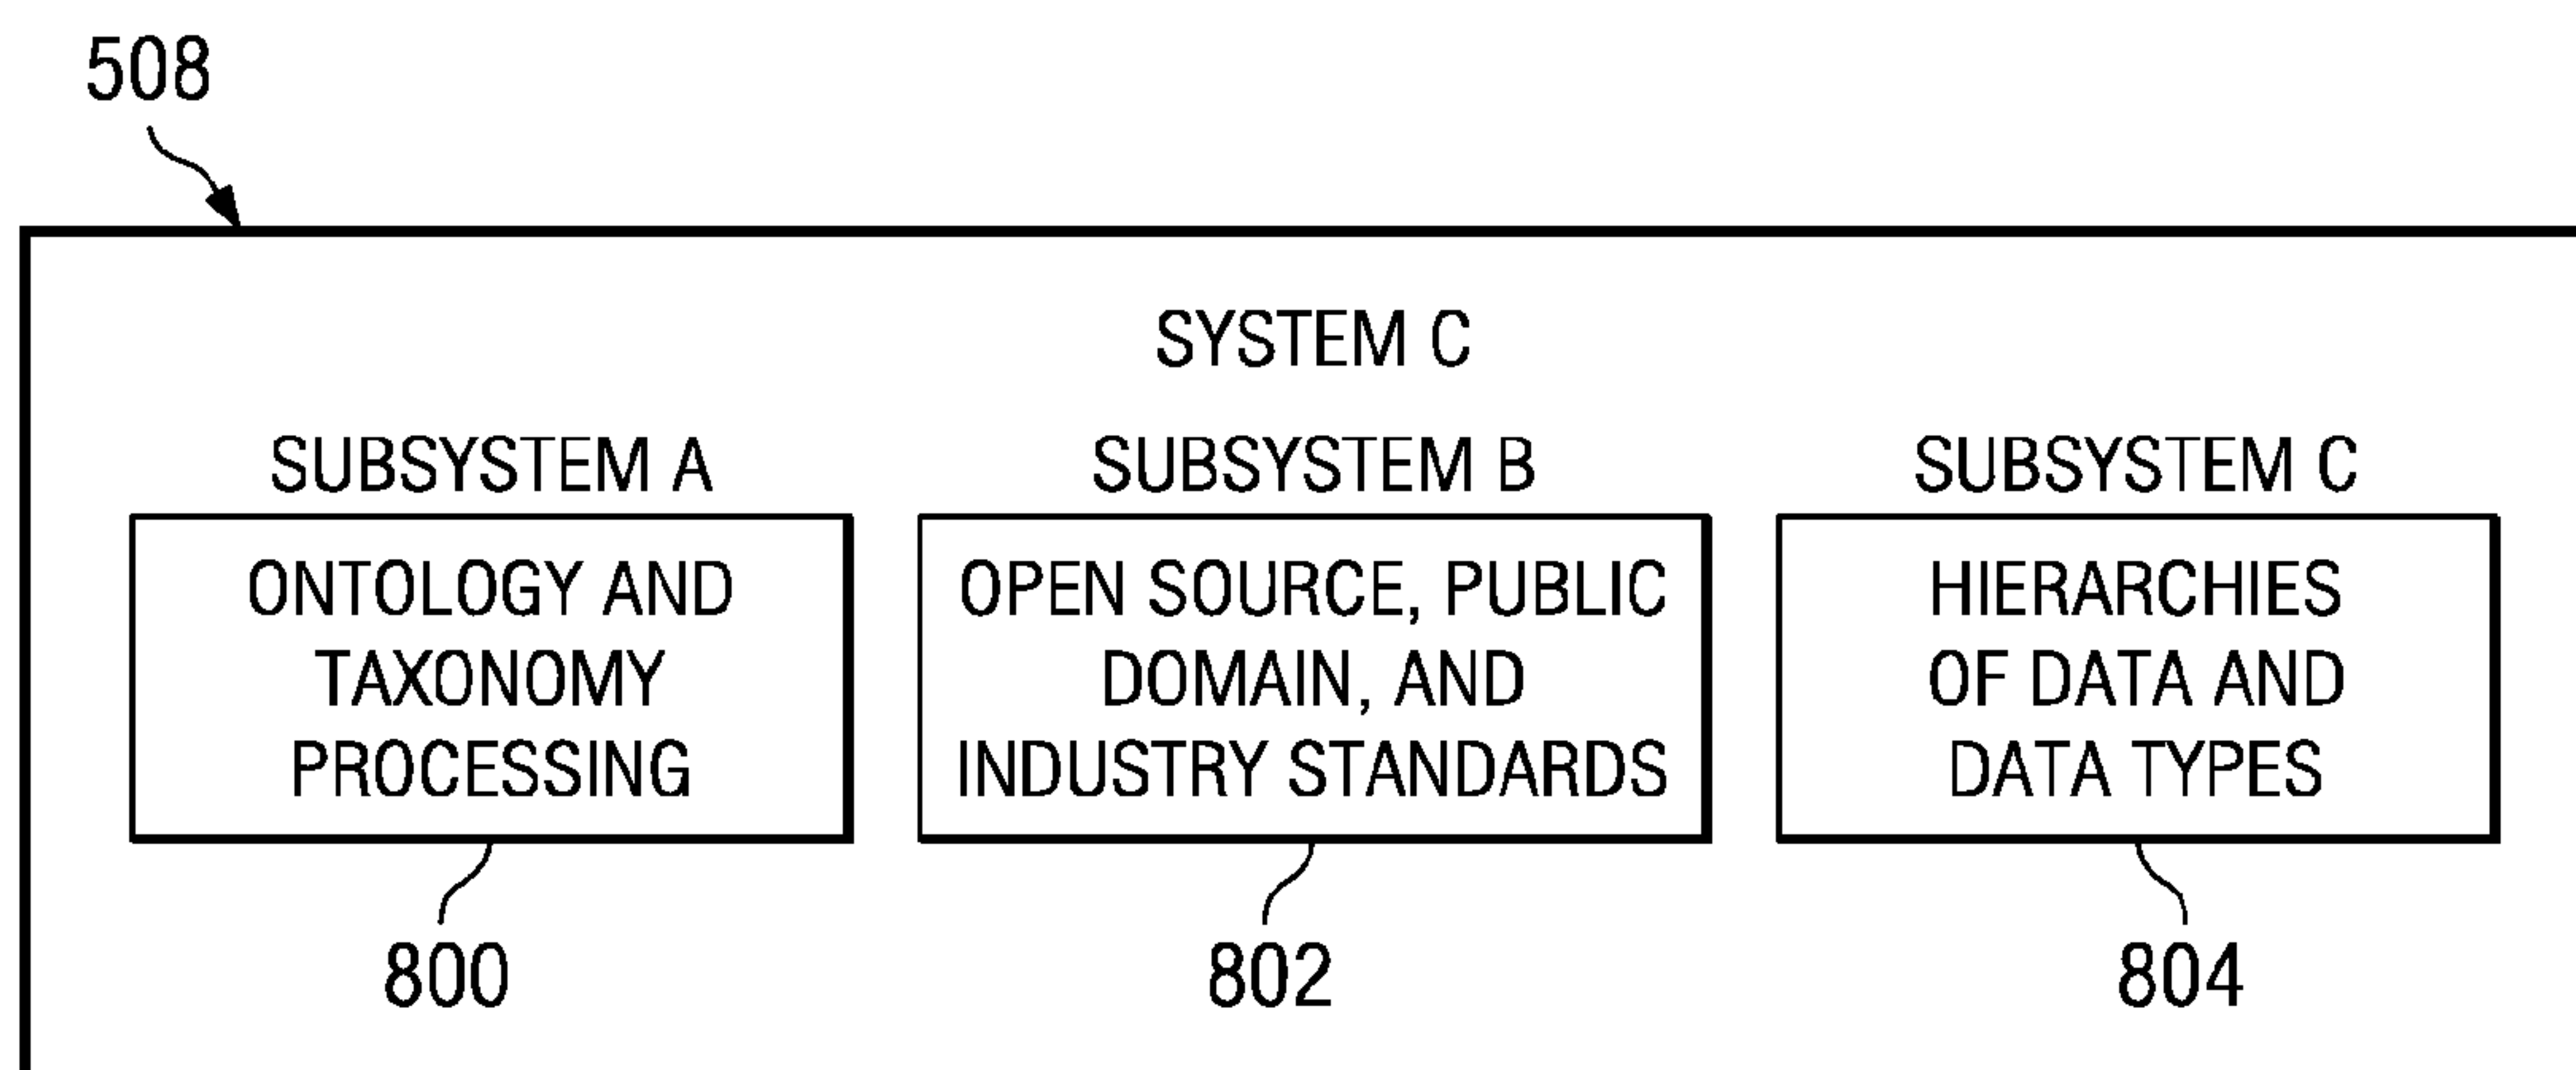 508
SYSTEM C
SUBSYSTEM A
ONTOLOGY AND
TAXONOMY
PROCESSING
800
SUBSYSTEM B
OPEN SOURCE, PUBLIC
DOMAIN, AND
INDUSTRY STANDARDS
802
SUBSYSTEM C
HIERARCHIES
OF DATA AND
DATA TYPES
804